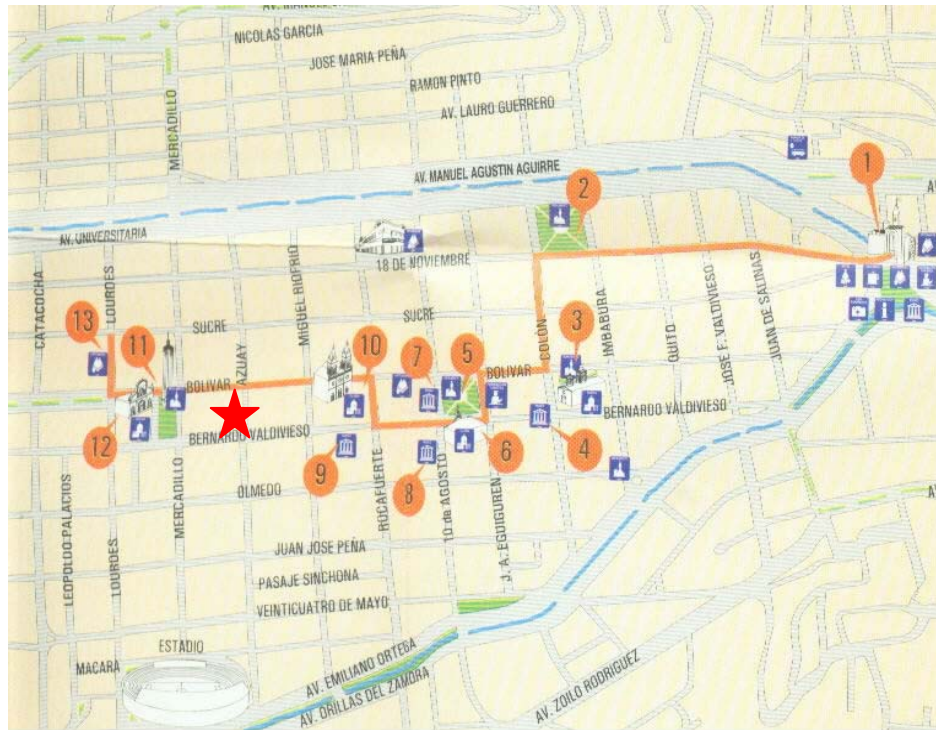 AV. MANUEL
NICOLAS GARCIA
JOSE MARIA PEÑA
RAMON PINTO
AV. LAURO GUERRERO
MERCADILLO
AV. MANUEL AGUSTIN AGUIRRE
1
2
AV. UNIVERSITARIA
18 DE NOVIEMBRE
CATACOCHA
LOURDES
MIGUEL RIOFRIO
SUCRE
SUCRE
COLÓN
IMBABURA
QUITO
JOSE F. VALDIVIESO
JUAN DE SALINAS
13
11
10
7
5
3
BOLIVAR
AZUAY
BOLIVAR
BERNARDO VALDIVIESO
BERNARDO VALDIVIESO
12
9
8
6
4
OLMEDO
LEOPOLDO PALACIOS
LOURDES
MERCADILLO
ROCAFUERTE
10 de AGOSTO
J. A. EGUIGUREN
JUAN JOSE PEÑA
PASAJE SINCHONA
VEINTICUATRO DE MAYO
ESTADIO
MACARA
AV. EMILIANO ORTEGA
AV. ORILLAS DEL ZAMORA
AV. ZOILO RODRIGUEZ